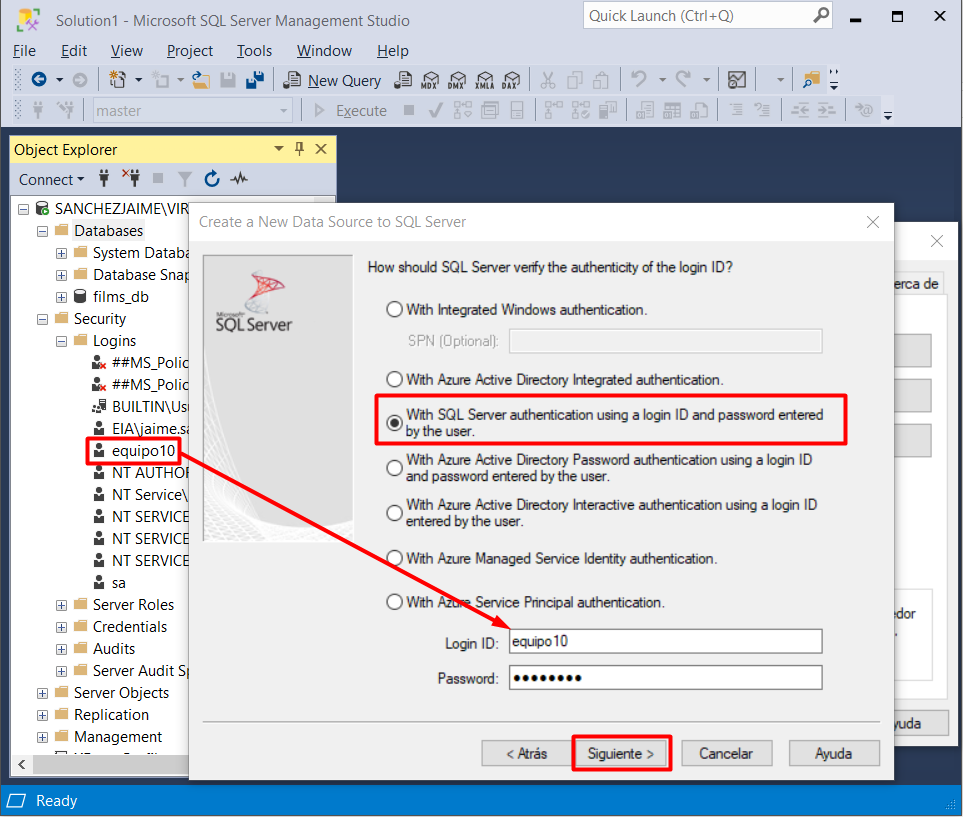 Solution1 - Microsoft SQL Server Management Studio
Quick Launch (Ctrl+Q)
File Edit View Project Tools Window Help
New Query MDX DMX XMLA DAX
master Execute
Object Explorer
Connect
SANCHEZJAIME\VIR
Databases
System Databa
Database Snap
films_db
Security
Logins
##MS_Polic
##MS_Polic
BUILTIN\Usu
EIA\jaime.sa
equipo10
NT AUTHOR
NT Service\
NT SERVICE
NT SERVICE
NT SERVICE
sa
Server Roles
Credentials
Audits
Server Audit Sp
Server Objects
Replication
Management
Create a New Data Source to SQL Server
Microsoft
SQL Server
How should SQL Server verify the authenticity of the login ID?
With Integrated Windows authentication.
SPN (Optional):
With Azure Active Directory Integrated authentication.
With SQL Server authentication using a login ID and password entered
by the user.
With Azure Active Directory Password authentication using a login ID
and password entered by the user.
With Azure Active Directory Interactive authentication using a login ID
entered by the user.
With Azure Managed Service Identity authentication.
With Azure Service Principal authentication.
Login ID: equipo10
Password: ●●●●●●●●
< Atrás Siguiente > Cancelar Ayuda
erca de
edor
yuda
Ready